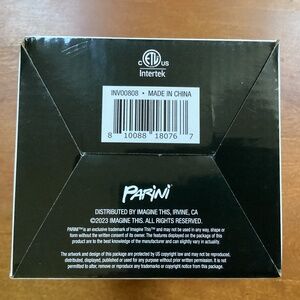 C ETL US
Intertek
INV00808 • MADE IN CHINA
8 10088 18076 7
PARINI
DISTRIBUTED BY IMAGINE THIS, IRVINE, CA
©2023 IMAGINE THIS. ALL RIGHTS RESERVED.
PARINI™ is an exclusive trademark of Imagine This™ and may not be used in any way, shape or
form without the written consent of its owner. The features displayed on the package of this
product are to the best knowledge of the manufacturer and can slightly vary without notice.
The artwork and design of this package are protected by US copyright law and may not be reproduced,
distributed, displayed, published or used for any purpose without prior written permission. It is not
permitted to alter, remove or reproduce any trademarks or copyright notice from this package.